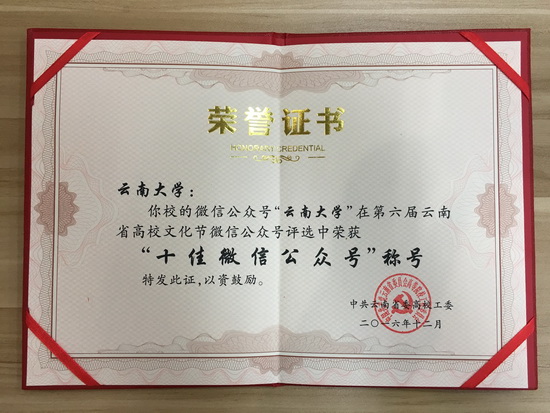 荣誉证书
HONORARY CREDENTIAL
云南大学：
你校的微信公众号“云南大学”在第六届云南
省高校文化节微信公众号评选中荣获
“十佳微信公众号”称号
特发此证，以资鼓励。
中共云南省委高校工委
二〇一六年十二月